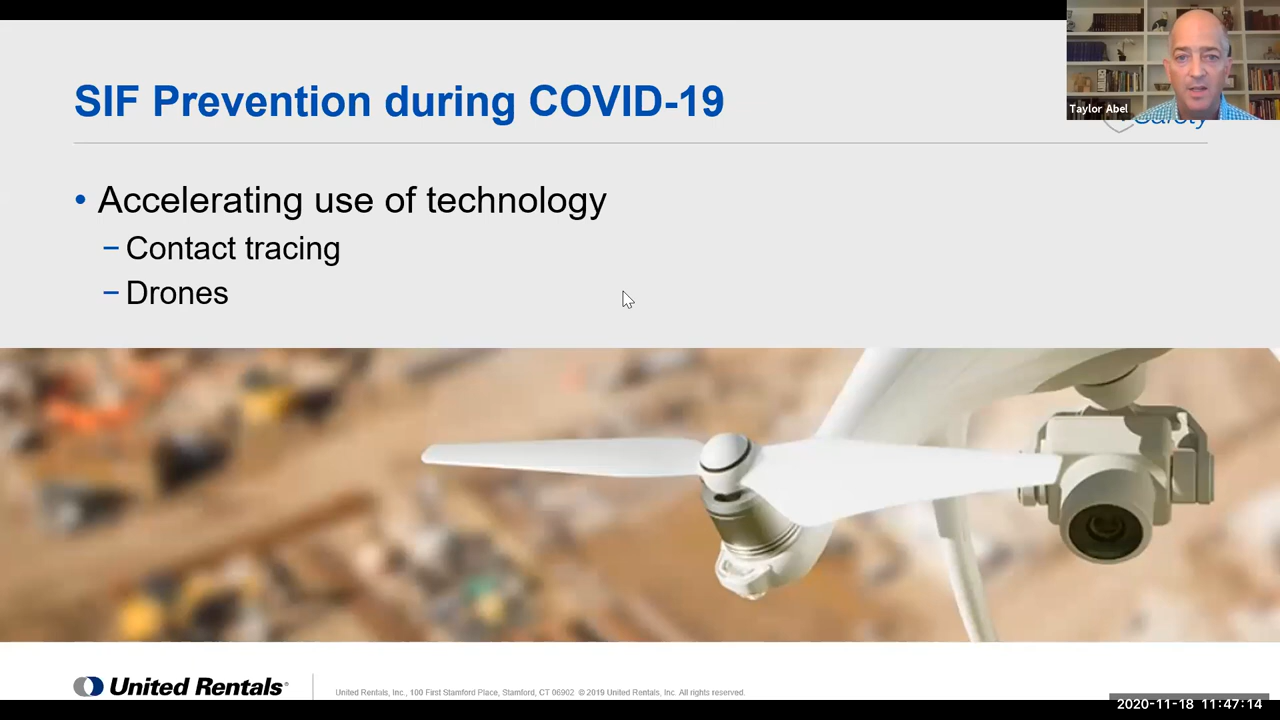 SIF Prevention during COVID-19
Taylor Abel
Safety
• Accelerating use of technology
– Contact tracing
– Drones
United Rentals®
United Rentals, Inc., 100 First Stamford Place, Stamford, CT 06902 © 2019 United Rentals, Inc. All rights reserved.
2020-11-18 11:47:14